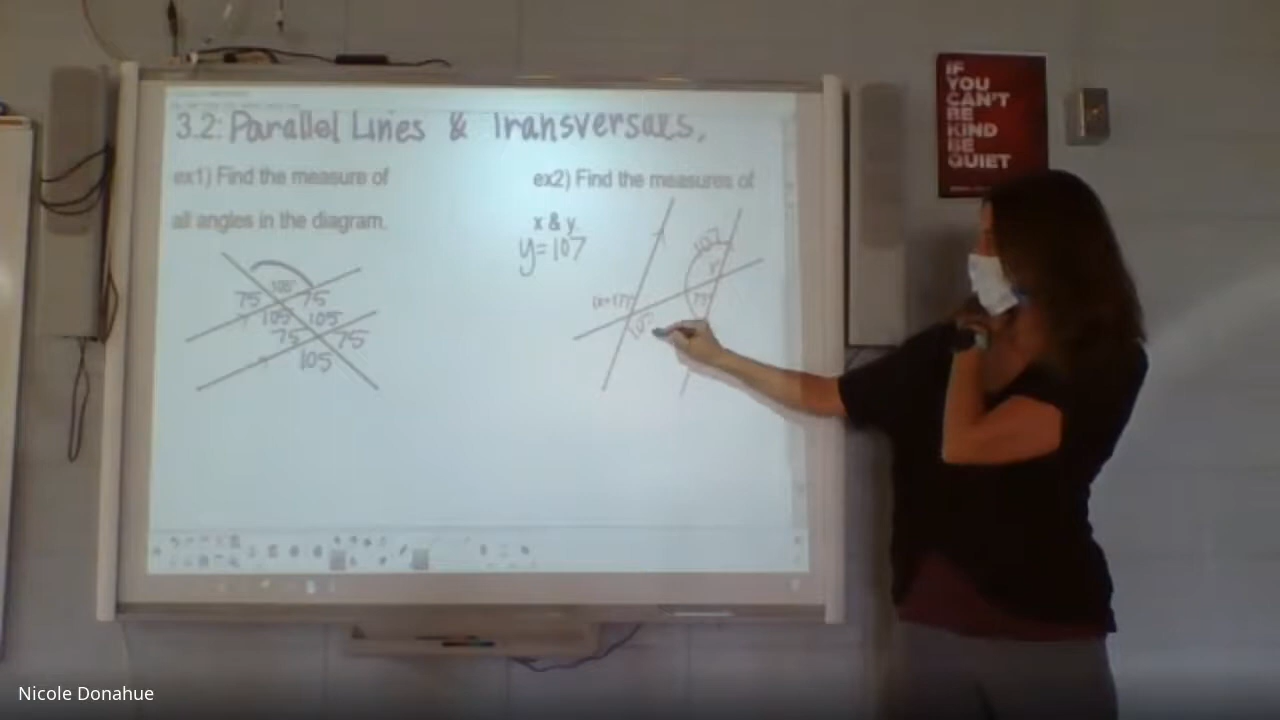 3.2: Parallel Lines & Transversals.
ex1) Find the measure of
all angles in the diagram.
105°
75 75
105 105
75 75
105
ex2) Find the measures of
x & y
y=107
107
y°
(x+17)°
73°
IF
YOU
CAN'T
BE
KIND
BE
QUIET
Nicole Donahue